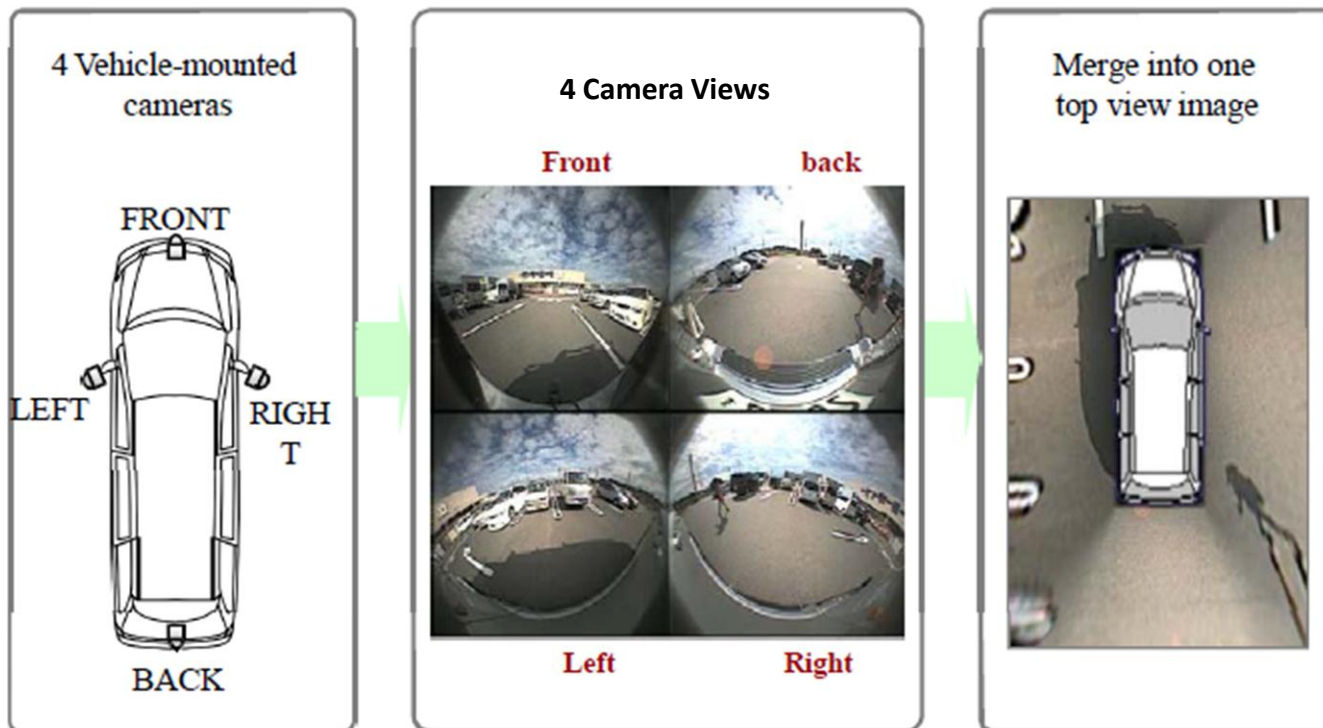 4 Vehicle-mounted
cameras
FRONT
LEFT
RIGH
T
BACK
4 Camera Views
Front
back
Left
Right
Merge into one
top view image